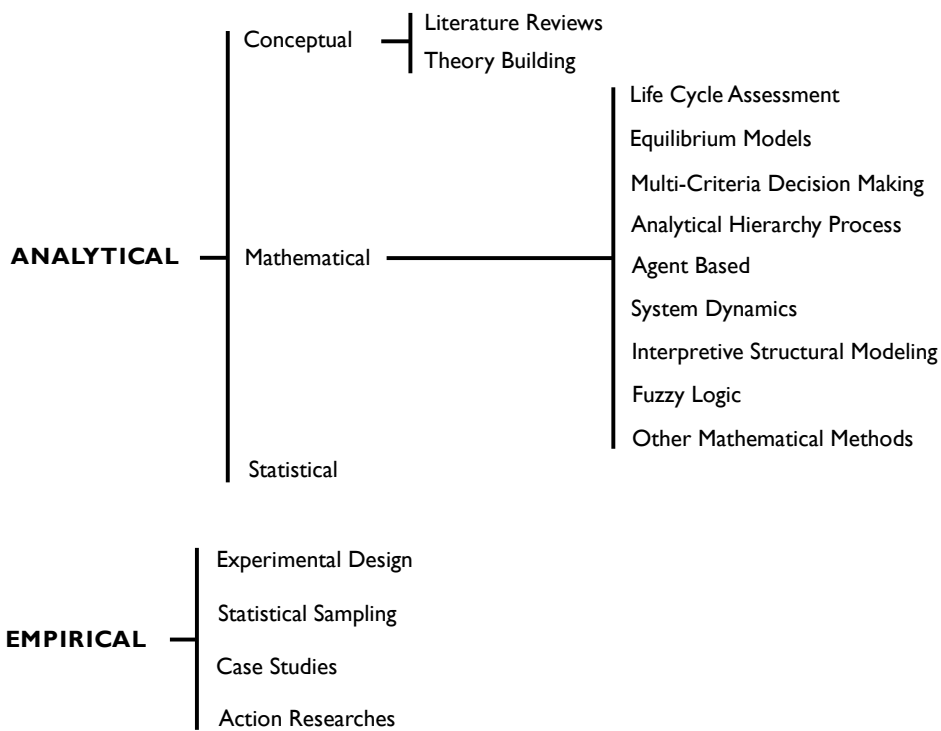 Conceptual
Literature Reviews
Theory Building
ANALYTICAL
Mathematical
Life Cycle Assessment
Equilibrium Models
Multi-Criteria Decision Making
Analytical Hierarchy Process
Agent Based
System Dynamics
Interpretive Structural Modeling
Fuzzy Logic
Other Mathematical Methods
Statistical
EMPIRICAL
Experimental Design
Statistical Sampling
Case Studies
Action Researches